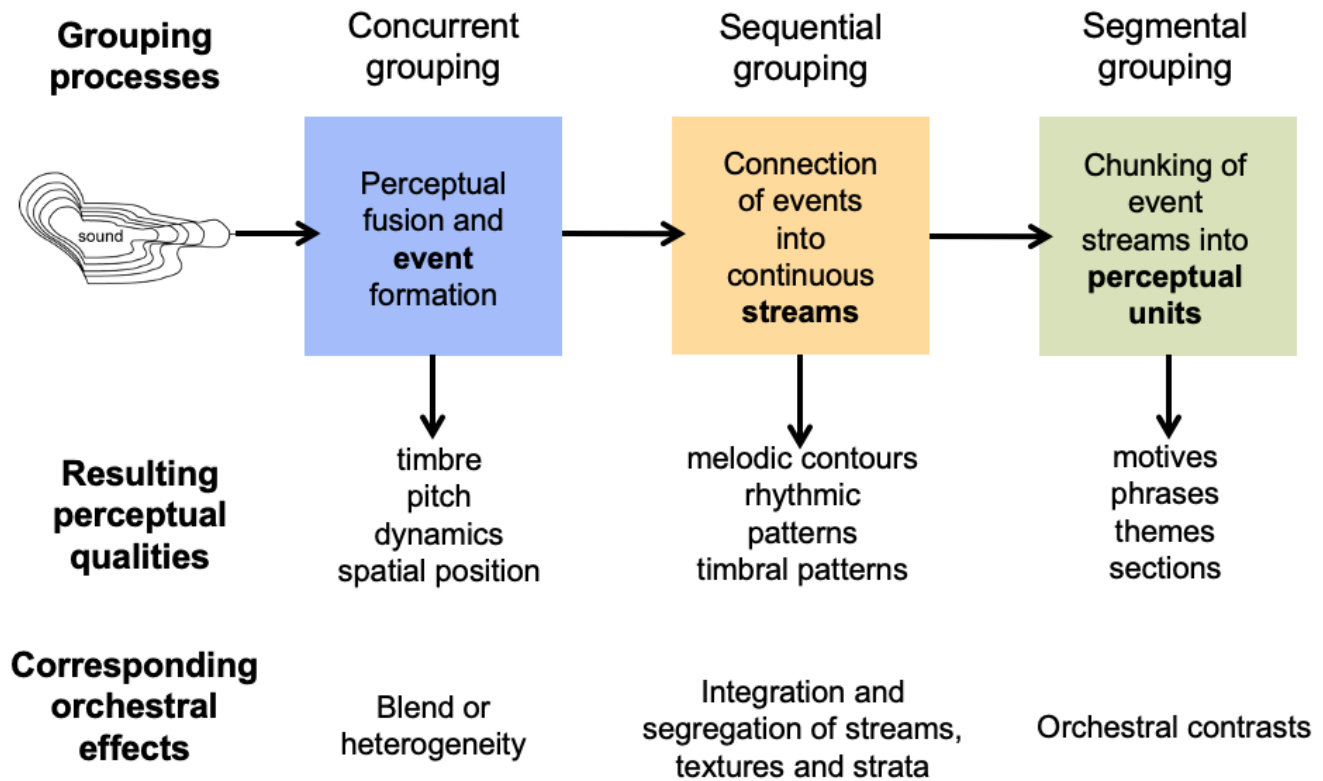 Grouping
processes
Concurrent
grouping
Sequential
grouping
Segmental
grouping
sound
Perceptual
fusion and
event
formation
Connection
of events
into
continuous
streams
Chunking of
event
streams into
perceptual
units
Resulting
perceptual
qualities
timbre
pitch
dynamics
spatial position
melodic contours
rhythmic
patterns
timbral patterns
motives
phrases
themes
sections
Corresponding
orchestral
effects
Blend or
heterogeneity
Integration and
segregation of streams,
textures and strata
Orchestral contrasts